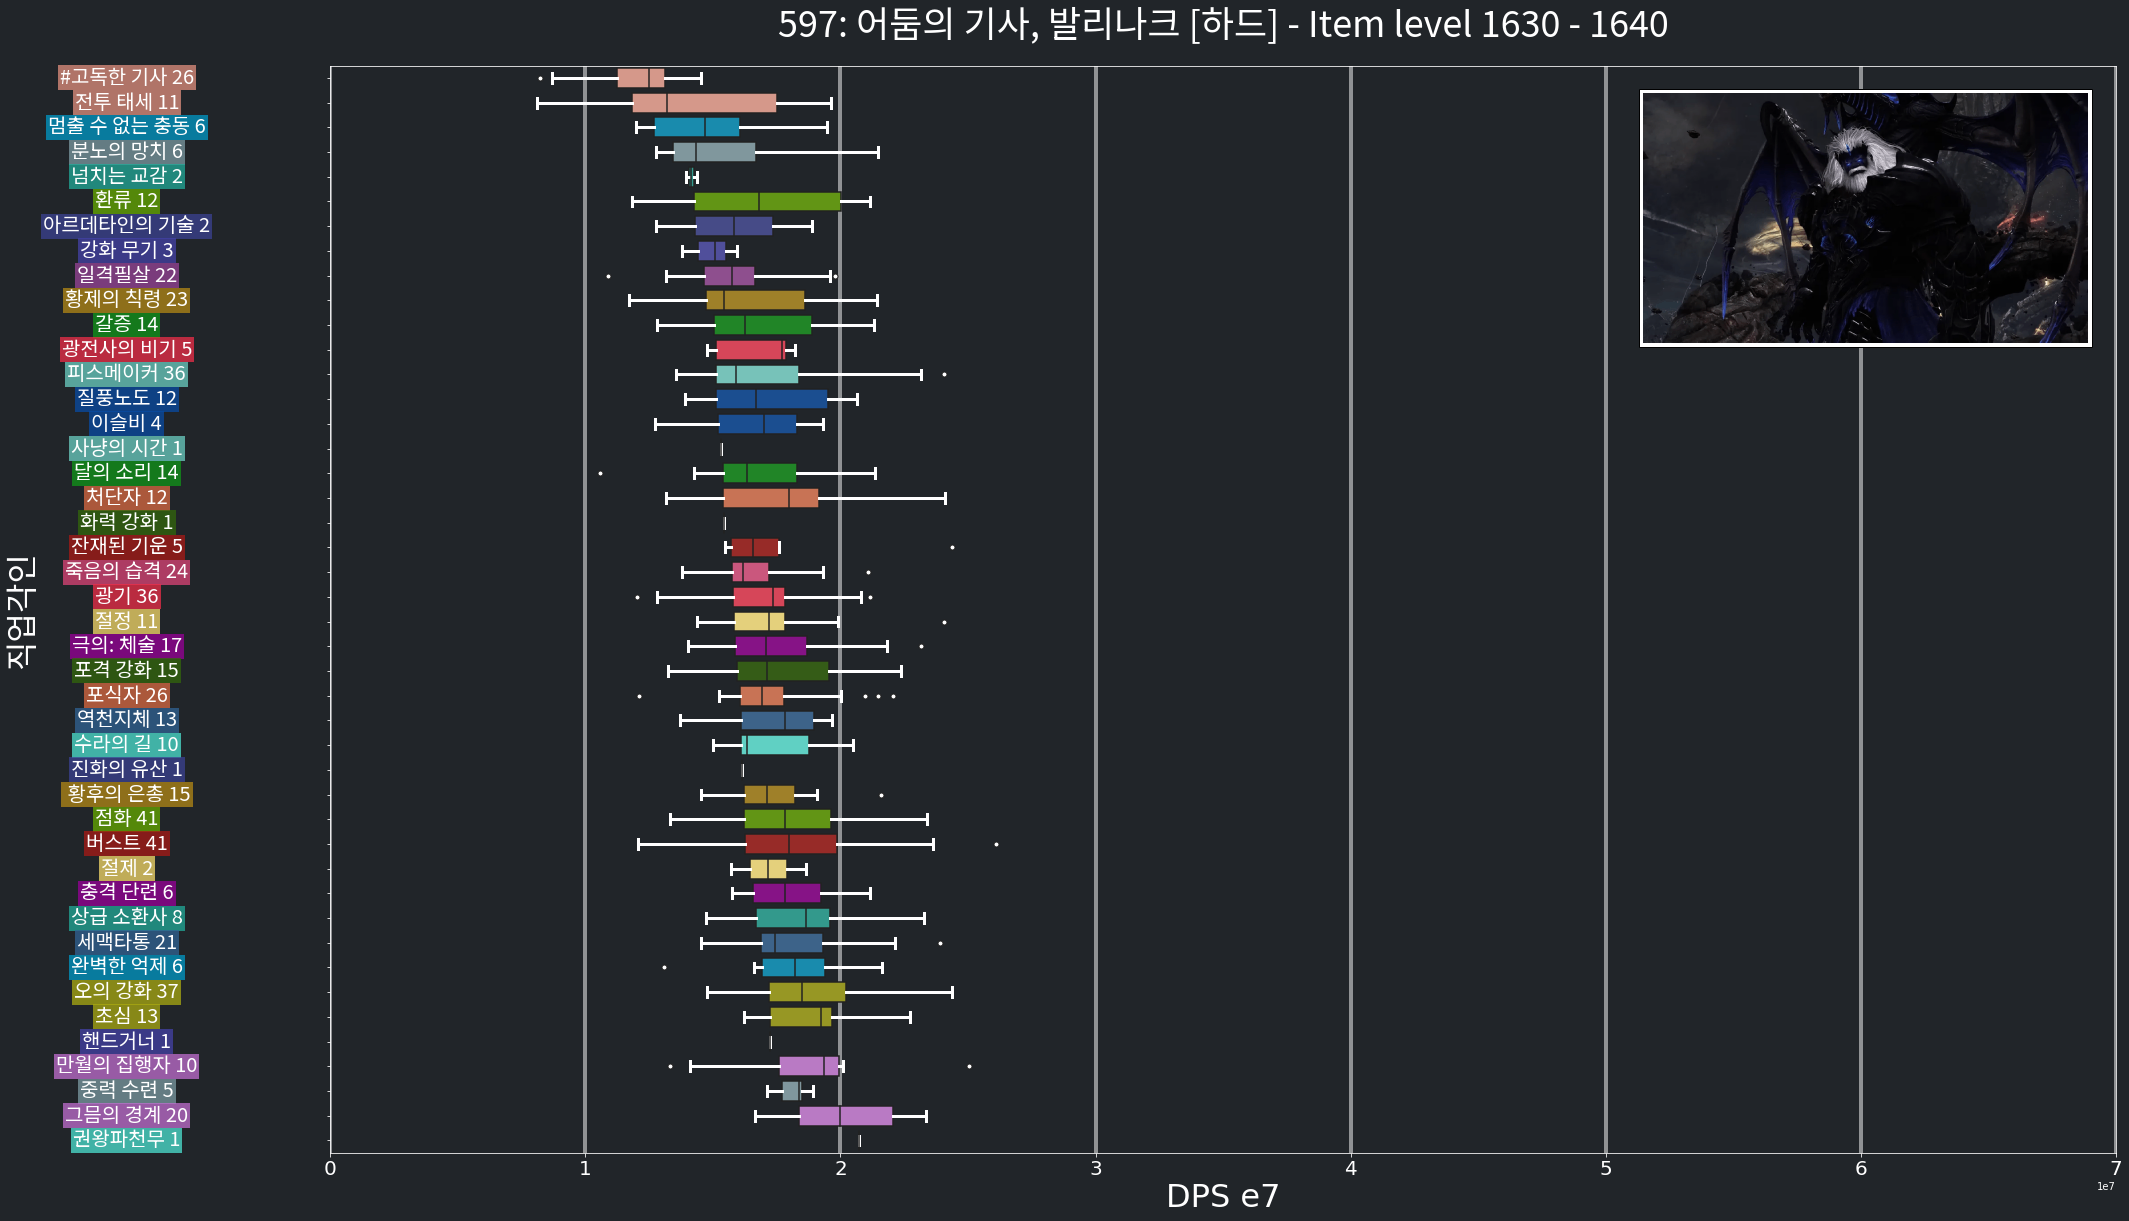 597: 어둠의 기사, 발리나크 [하드] - Item level 1630 - 1640
직업각인
#고독한 기사 26
전투 태세 11
멈출 수 없는 충동 6
분노의 망치 6
넘치는 교감 2
환류 12
아르데타인의 기술 2
강화 무기 3
일격필살 22
황제의 칙령 23
갈증 14
광전사의 비기 5
피스메이커 36
질풍노도 12
이슬비 4
사냥의 시간 1
달의 소리 14
처단자 12
화력 강화 1
잔재된 기운 5
죽음의 습격 24
광기 36
절정 11
극의: 체술 17
포격 강화 15
포식자 26
역천지체 13
수라의 길 10
진화의 유산 1
황후의 은총 15
점화 41
버스트 41
절제 2
충격 단련 6
상급 소환사 8
세맥타통 21
완벽한 억제 6
오의 강화 37
초심 13
핸드거너 1
만월의 집행자 10
중력 수련 5
그믐의 경계 20
권왕파천무 1
0 1 2 3 4 5 6 7
1e7
DPS e7